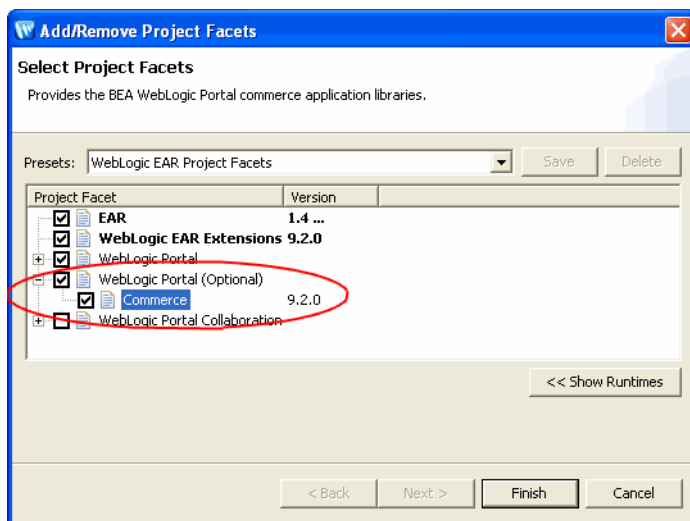 Add/Remove Project Facets
Select Project Facets
Provides the BEA WebLogic Portal commerce application libraries.
Presets: WebLogic EAR Project Facets Save Delete
Project Facet Version
EAR 1.4 ...
WebLogic EAR Extensions 9.2.0
WebLogic Portal
WebLogic Portal (Optional)
Commerce 9.2.0
WebLogic Portal Collaboration
<< Show Runtimes
< Back Next > Finish Cancel